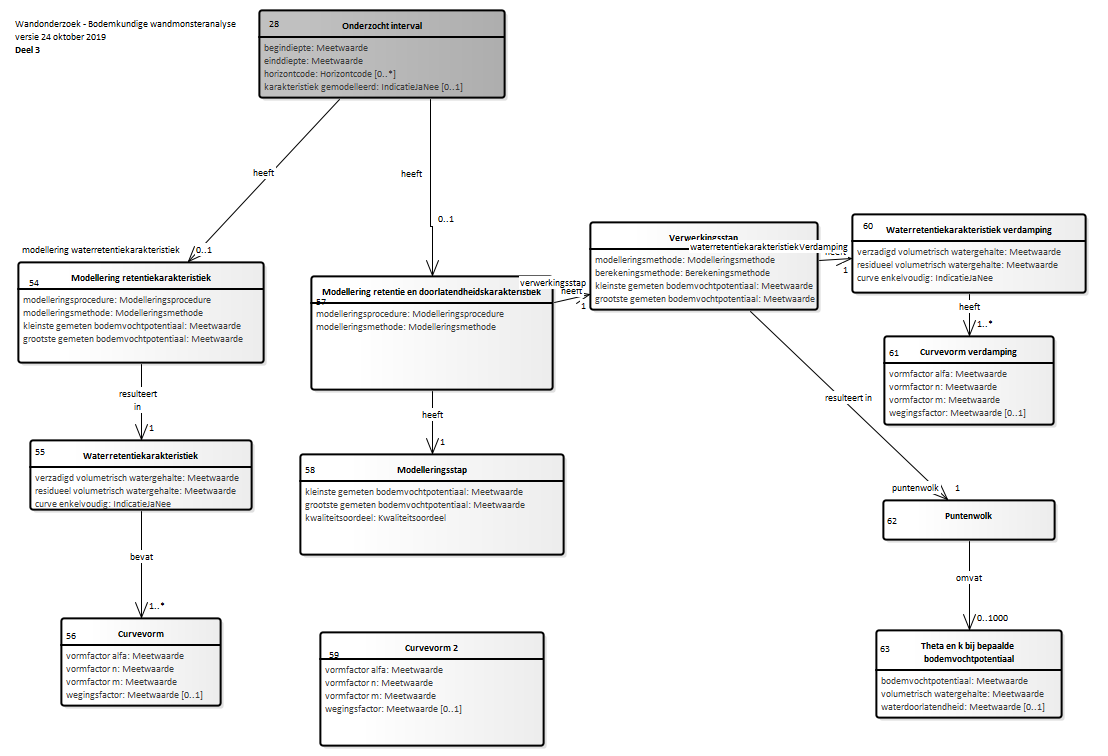 Wandonderzoek - Bodemkundige wandmonsteranalyse
versie 24 oktober 2019
Deel 3
28
Onderzocht interval
begindiepte: Meetwaarde
einddiepte: Meetwaarde
horizontcode: Horizontcode [0..*]
karakteristiek gemodelleerd: IndicatieJaNee [0..1]
heeft
heeft
0..1
modellering waterretentiekarakteristiek
0..1
54
Modellering retentiekarakteristiek
modelleringsprocedure: Modelleringsprocedure
modelleringsmethode: Modelleringsmethode
kleinste gemeten bodemvochtpotentiaal: Meetwaarde
grootste gemeten bodemvochtpotentiaal: Meetwaarde
resulteert
in
1
55
Waterretentiekarakteristiek
verzadigd volumetrisch watergehalte: Meetwaarde
residueel volumetrisch watergehalte: Meetwaarde
curve enkelvoudig: IndicatieJaNee
bevat
1..*
56
Curvevorm
vormfactor alfa: Meetwaarde
vormfactor n: Meetwaarde
vormfactor m: Meetwaarde
wegingsfactor: Meetwaarde [0..1]
Modellering retentie en doorlatendheidskarakteristiek
57
modelleringsprocedure: Modelleringsprocedure
modelleringsmethode: Modelleringsmethode
verwerkingsstap
heeft
1
heeft
1
58
Modelleringsstap
kleinste gemeten bodemvochtpotentiaal: Meetwaarde
grootste gemeten bodemvochtpotentiaal: Meetwaarde
kwaliteitsoordeel: Kwaliteitsoordeel
59
Curvevorm 2
vormfactor alfa: Meetwaarde
vormfactor n: Meetwaarde
vormfactor m: Meetwaarde
wegingsfactor: Meetwaarde [0..1]
Verwerkingsstap
waterretentiekarakteristiekVerdamping
heeft
1
modelleringsmethode: Modelleringsmethode
berekeningsmethode: Berekeningsmethode
kleinste gemeten bodemvochtpotentiaal: Meetwaarde
grootste gemeten bodemvochtpotentiaal: Meetwaarde
60
Waterretentiekarakteristiek verdamping
verzadigd volumetrisch watergehalte: Meetwaarde
residueel volumetrisch watergehalte: Meetwaarde
curve enkelvoudig: IndicatieJaNee
heeft
1..*
61
Curvevorm verdamping
vormfactor alfa: Meetwaarde
vormfactor n: Meetwaarde
vormfactor m: Meetwaarde
wegingsfactor: Meetwaarde [0..1]
resulteert in
puntenwolk
1
62
Puntenwolk
omvat
0..1000
63
Theta en k bij bepaalde
bodemvochtpotentiaal
bodemvochtpotentiaal: Meetwaarde
volumetrisch watergehalte: Meetwaarde
waterdoorlatendheid: Meetwaarde [0..1]